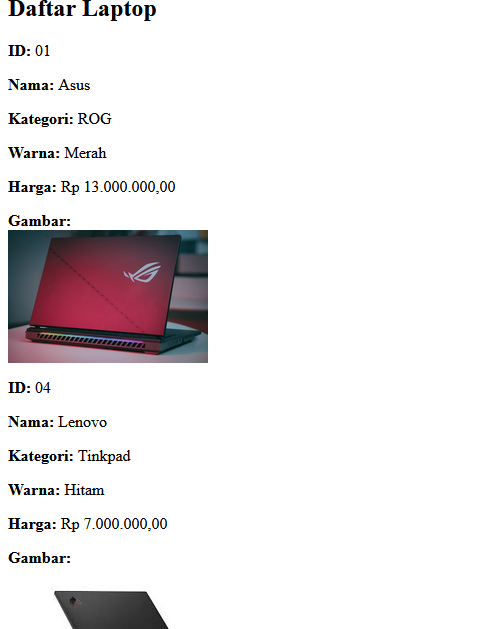 Daftar Laptop
ID: 01
Nama: Asus
Kategori: ROG
Warna: Merah
Harga: Rp 13.000.000,00
Gambar:
ID: 04
Nama: Lenovo
Kategori: Tinkpad
Warna: Hitam
Harga: Rp 7.000.000,00
Gambar: